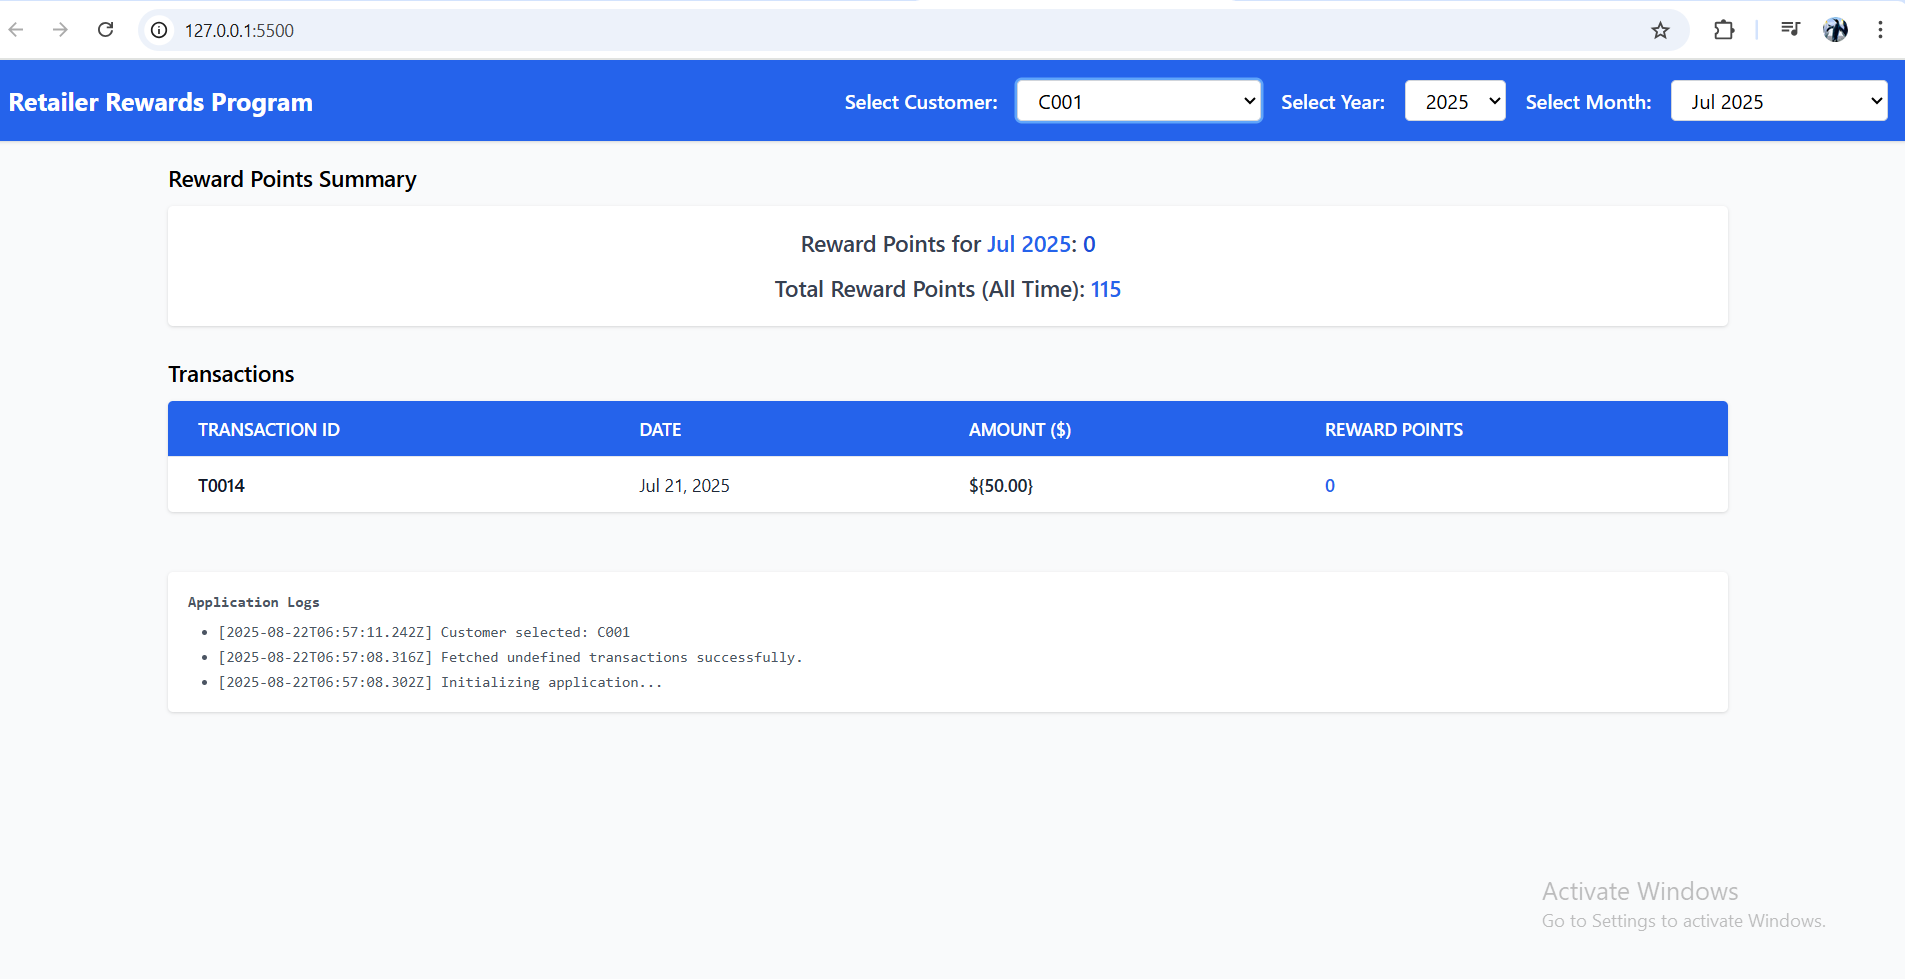 127.0.0.1:5500
Retailer Rewards Program Select Customer: C001 Select Year: 2025 Select Month: Jul 2025
Reward Points Summary
Reward Points for Jul 2025: 0
Total Reward Points (All Time): 115
Transactions
TRANSACTION ID DATE AMOUNT ($) REWARD POINTS
T0014 Jul 21, 2025 ${50.00} 0
Application Logs
• [2025-08-22T06:57:11.242Z] Customer selected: C001
• [2025-08-22T06:57:08.316Z] Fetched undefined transactions successfully.
• [2025-08-22T06:57:08.302Z] Initializing application...
Activate Windows
Go to Settings to activate Windows.